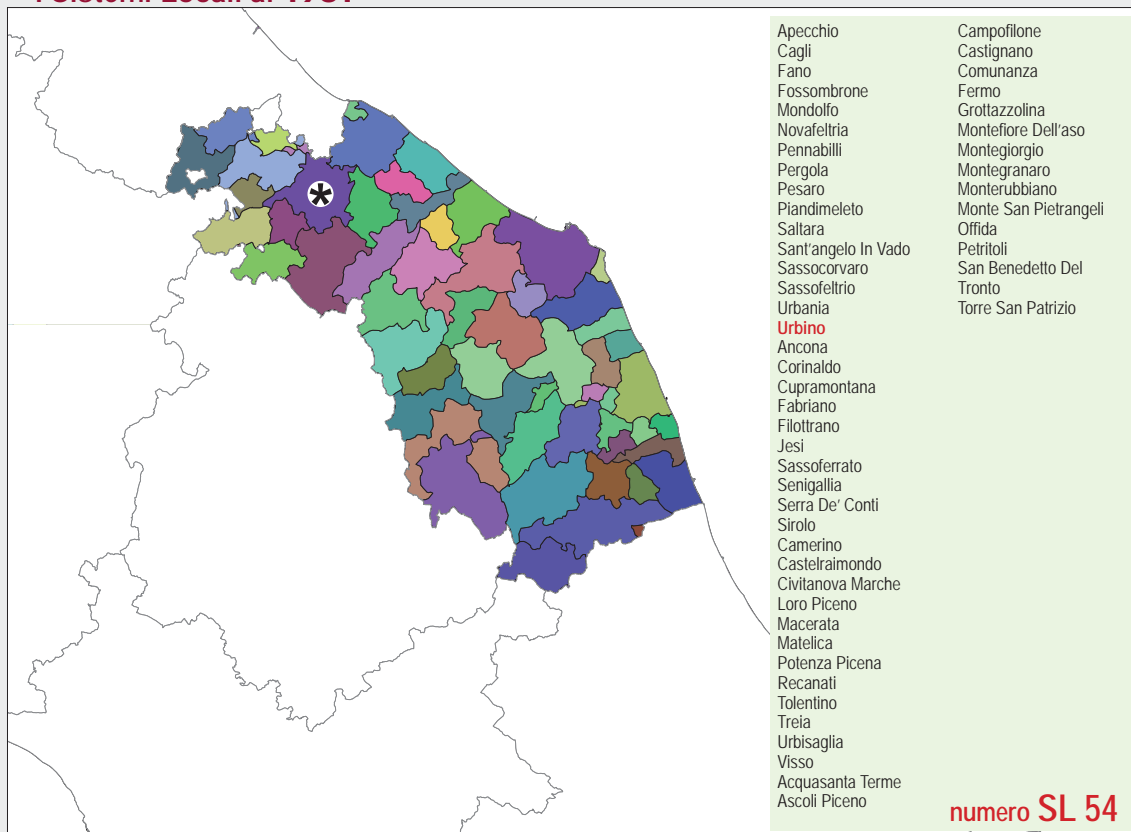 Apecchio
Cagli
Fano
Fossombrone
Mondolfo
Novafeltria
Pennabilli
Pergola
Pesaro
Piandimeleto
Saltara
Sant'angelo In Vado
Sassocorvaro
Sassofeltrio
Urbania
Urbino
Ancona
Corinaldo
Cupramontana
Fabriano
Filottrano
Jesi
Sassoferrato
Senigallia
Serra De' Conti
Sirolo
Camerino
Castelraimondo
Civitanova Marche
Loro Piceno
Macerata
Matelica
Potenza Picena
Recanati
Tolentino
Treia
Urbisaglia
Visso
Acquasanta Terme
Ascoli Piceno
Campofilone
Castignano
Comunanza
Fermo
Grottazzolina
Montefiore Dell'aso
Montegiorgio
Montegranaro
Monterubbiano
Monte San Pietrangeli
Offida
Petritoli
San Benedetto Del
Tronto
Torre San Patrizio
numero SL 54